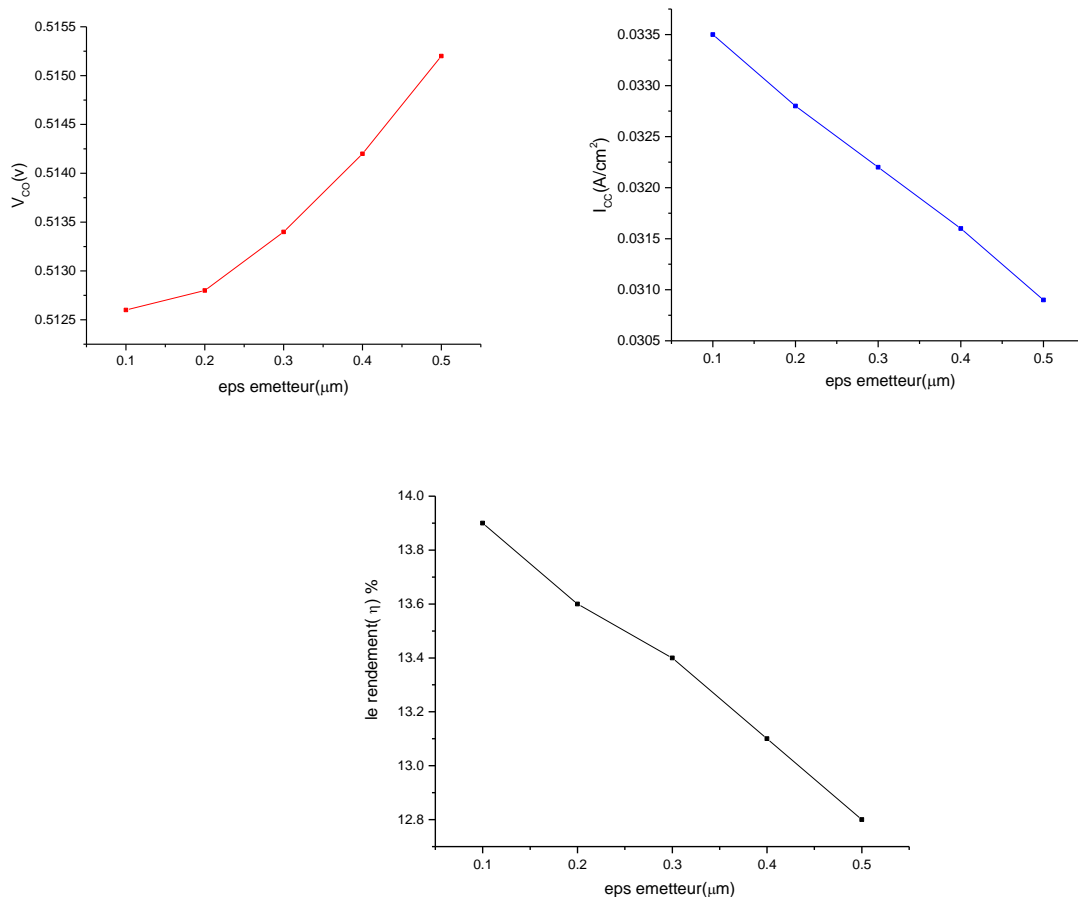 0.5155
0.5150
0.5145
0.5140
0.5135
0.5130
0.5125
V_CO(v)
0.1 0.2 0.3 0.4 0.5
eps emetteur(μm)
0.0335
0.0330
0.0325
0.0320
0.0315
0.0310
0.0305
I_CC(A/cm²)
0.1 0.2 0.3 0.4 0.5
eps emetteur(μm)
14.0
13.8
13.6
13.4
13.2
13.0
12.8
le rendement( η) %
0.1 0.2 0.3 0.4 0.5
eps emetteur(μm)